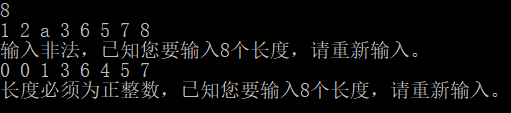 8
1 2 a 3 6 5 7 8
输入非法，已知您要输入8个长度，请重新输入。
0 0 1 3 6 4 5 7
长度必须为正整数，已知您要输入8个长度，请重新输入。